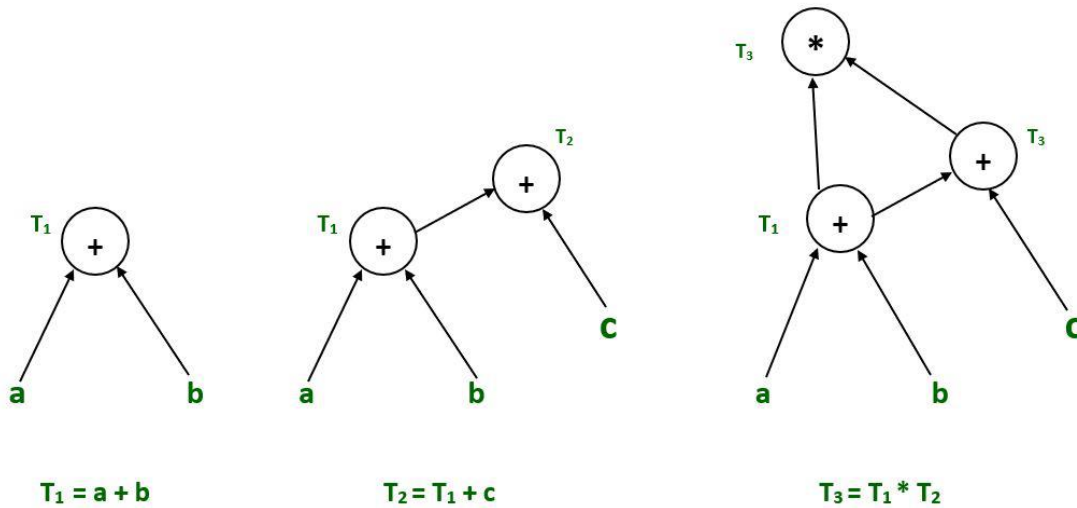 T₁
+
a
b
T₁ = a + b
T₂
T₁
+
+
c
a
b
T₂ = T₁ + c
T₃
*
T₃
+
T₁
+
c
a
b
T₃ = T₁ * T₂